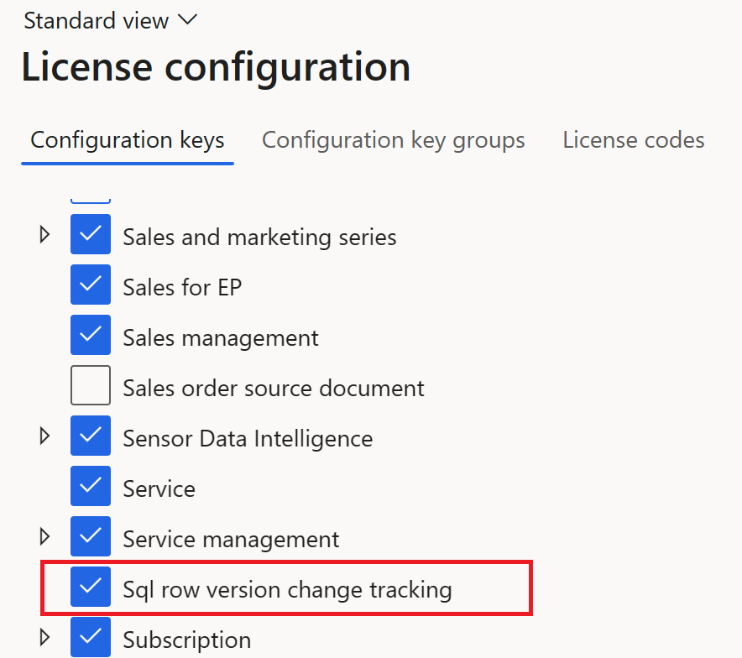 Standard view
License configuration
Configuration keys Configuration key groups License codes
Sales and marketing series
Sales for EP
Sales management
Sales order source document
Sensor Data Intelligence
Service
Service management
Sql row version change tracking
Subscription